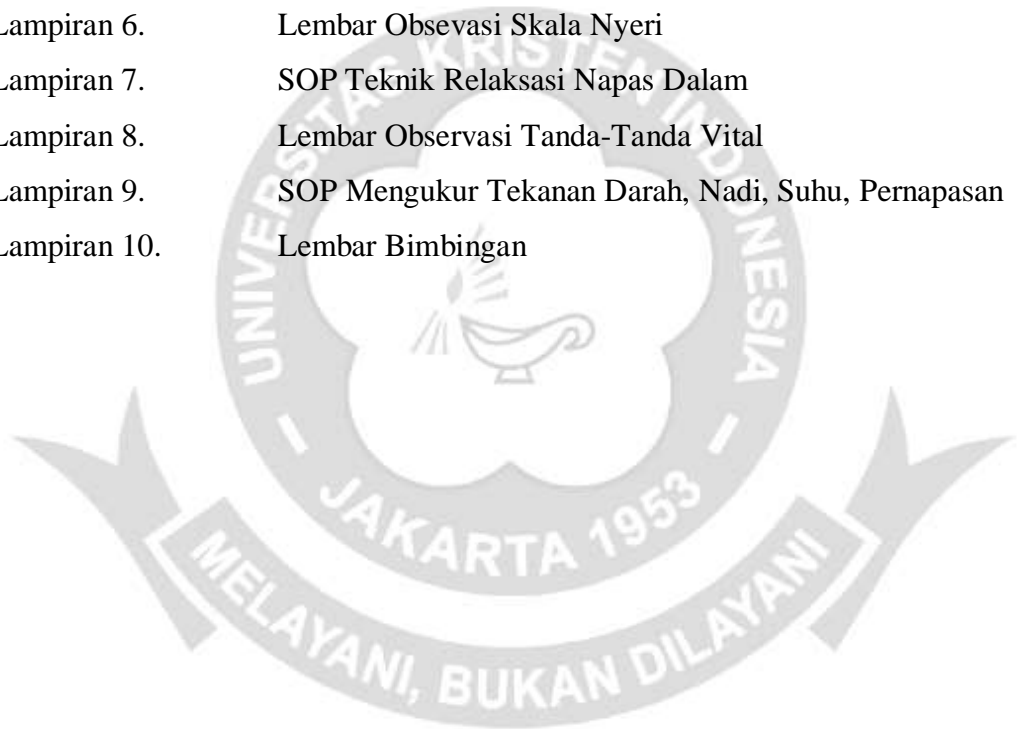 Lampiran 6. Lembar Obsevasi Skala Nyeri
Lampiran 7. SOP Teknik Relaksasi Napas Dalam
Lampiran 8. Lembar Observasi Tanda-Tanda Vital
Lampiran 9. SOP Mengukur Tekanan Darah, Nadi, Suhu, Pernapasan
Lampiran 10. Lembar Bimbingan
UNIVERSITAS KRISTEN INDONESIA
- JAKARTA 1953 -
MELAYANI, BUKAN DILAYANI